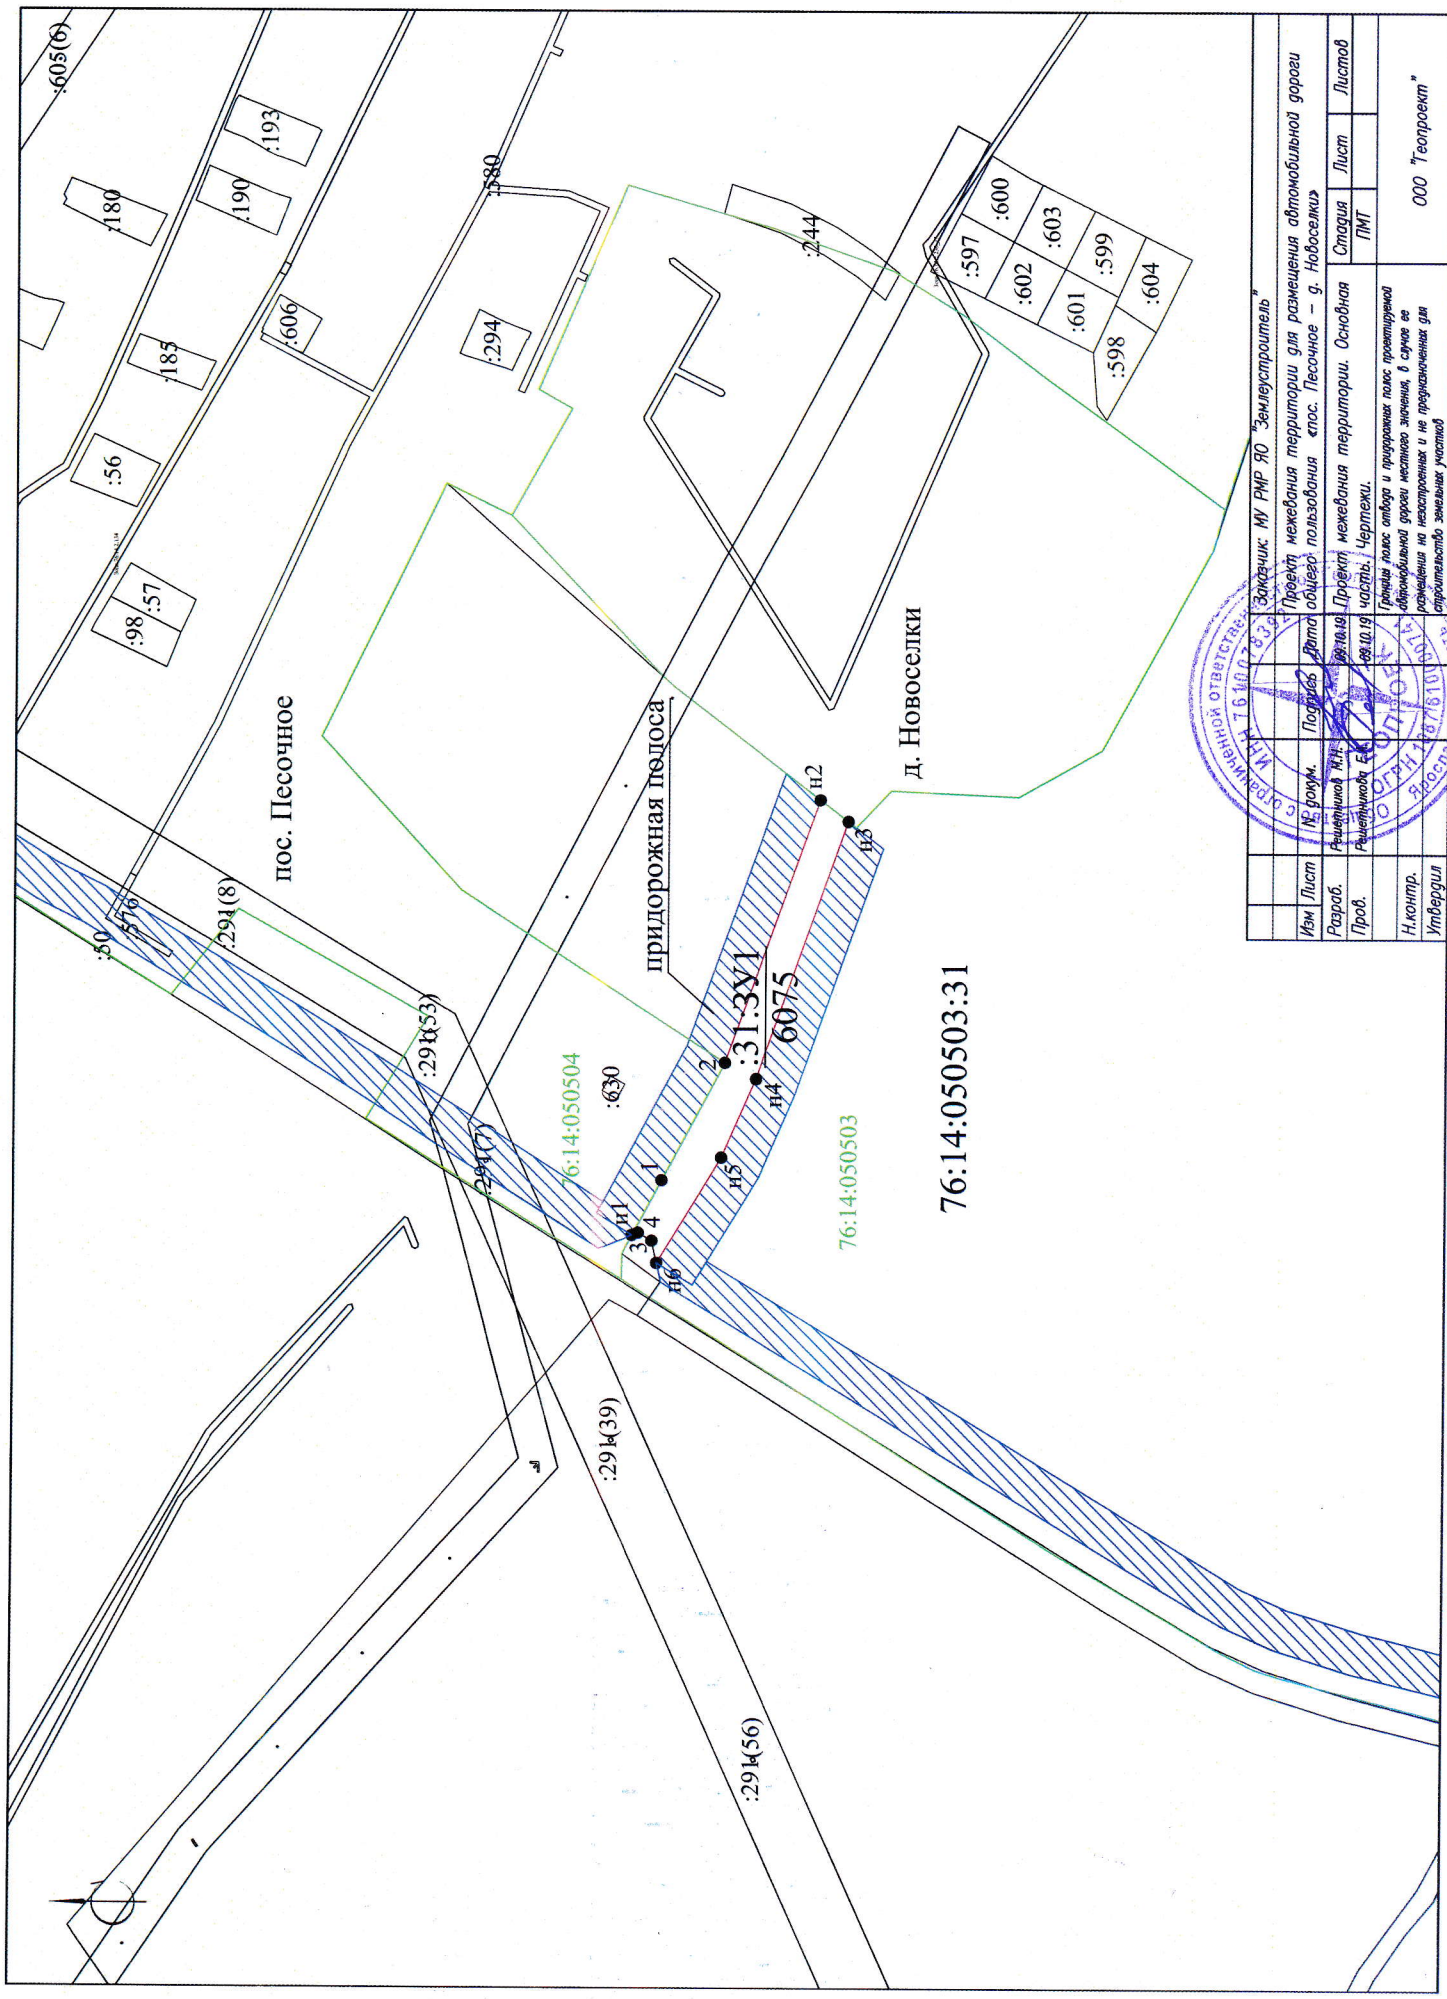 :605(6)
:180
:193
:190
:185
:606
:56
:57
:98
:580
:294
:244
:600
:603
:599
:604
:597
:602
:601
:598
пос. Песочное
придорожная полоса
д. Новоселки
:50
:576
:291(8)
:291(53)
:291(7)
:630
76:14:050504
76:14:050503
76:14:050503:31
:31:ЗУ1
6075
н1
1
2
н2
н3
н4
н5
н6
3
4
:291(39)
:291(56)
Заказчик: МУ РМР ЯО "Землеустроитель"
Проект межевания территории для размещения автомобильной дороги
общего пользования «пос. Песочное – д. Новоселки»
Изм Лист № докум. Подпись Дата
Разраб. Решетников М.Н. 09.10.19
Пров. Решетникова Е.В. 09.10.19
Н.контр.
Утвердил
Проект межевания территории. Основная
часть. Чертежи.
Стадия Лист Листов
ПМТ
Границы полос отвода и придорожных полос проектируемой
автомобильной дороги местного значения, в случае ее
размещения на незастроенных и не предназначенных для
строительства земельных участков
ООО "Геопроект"